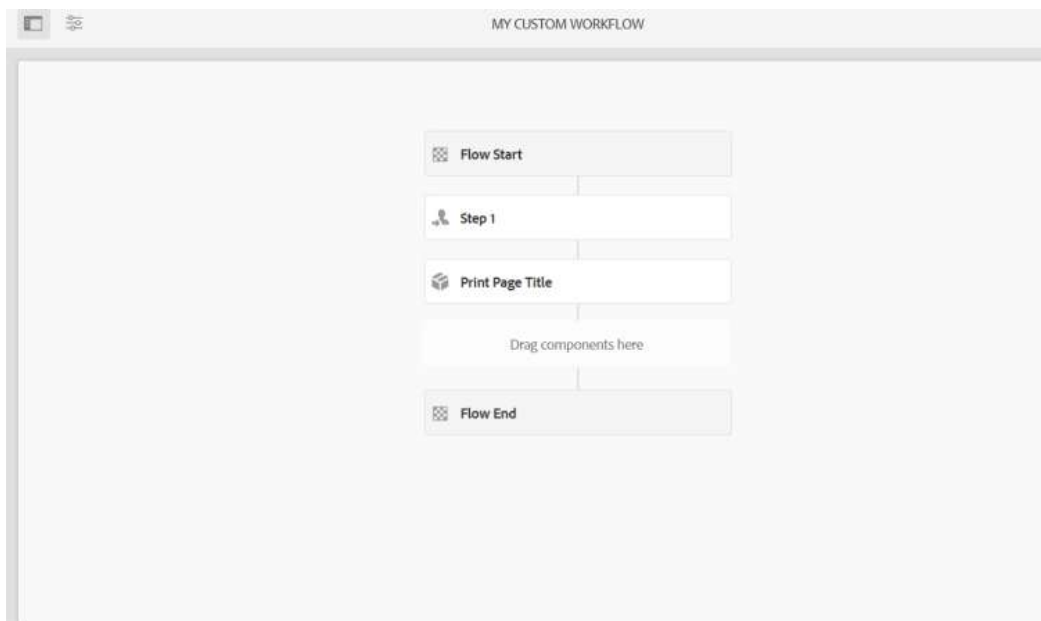 MY CUSTOM WORKFLOW
Flow Start
Step 1
Print Page Title
Drag components here
Flow End